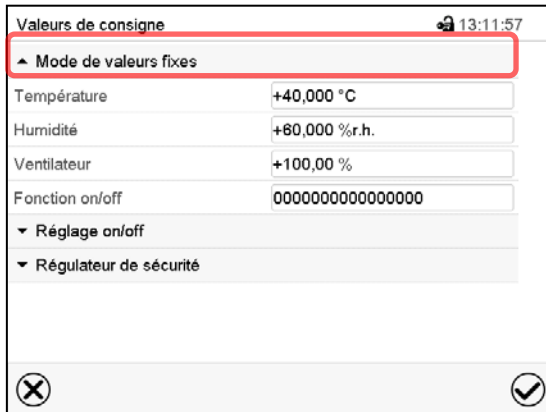 Valeurs de consigne 13:11:57
Mode de valeurs fixes
Température +40,000 °C
Humidité +60,000 %r.h.
Ventilateur +100,00 %
Fonction on/off 0000000000000000
Réglage on/off
Régulateur de sécurité